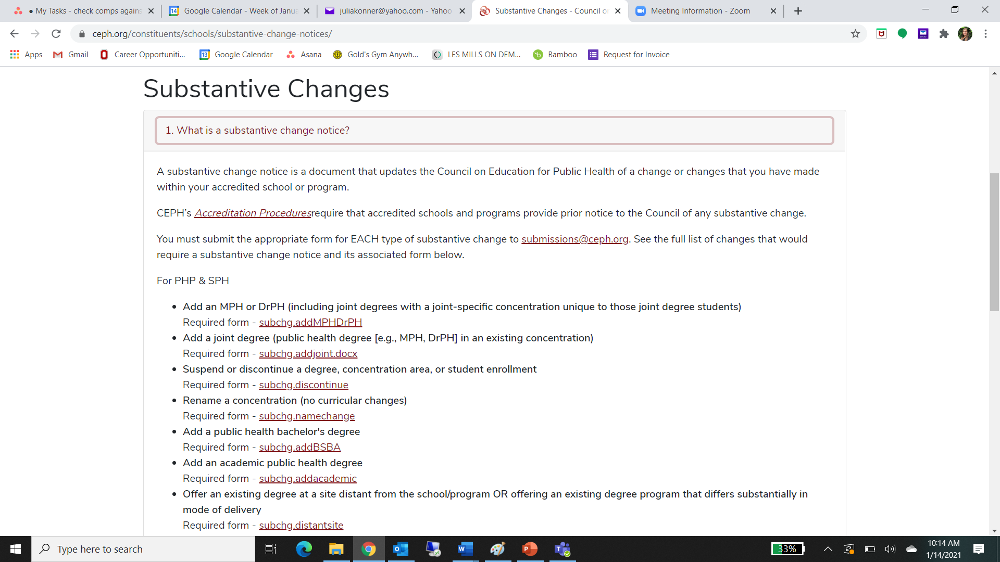 My Tasks - check comps agains
Google Calendar - Week of Janua
juliakonner@yahoo.com - Yahoo
Substantive Changes - Council on
Meeting Information - Zoom
ceph.org/constituents/schools/substantive-change-notices/
Apps
Gmail
Career Opportuniti...
Google Calendar
Asana
Gold's Gym Anywh...
LES MILLS ON DEM...
Bamboo
Request for Invoice
Substantive Changes
1. What is a substantive change notice?
A substantive change notice is a document that updates the Council on Education for Public Health of a change or changes that you have made
within your accredited school or program.
CEPH’s Accreditation Proceduresrequire that accredited schools and programs provide prior notice to the Council of any substantive change.
You must submit the appropriate form for EACH type of substantive change to submissions@ceph.org. See the full list of changes that would
require a substantive change notice and its associated form below.
For PHP & SPH
• Add an MPH or DrPH (including joint degrees with a joint-specific concentration unique to those joint degree students)
Required form - subchg.addMPHDrPH
• Add a joint degree (public health degree [e.g., MPH, DrPH] in an existing concentration)
Required form - subchg.addjoint.docx
• Suspend or discontinue a degree, concentration area, or student enrollment
Required form - subchg.discontinue
• Rename a concentration (no curricular changes)
Required form - subchg.namechange
• Add a public health bachelor's degree
Required form - subchg.addBSBA
• Add an academic public health degree
Required form - subchg.addacademic
• Offer an existing degree at a site distant from the school/program OR offering an existing degree program that differs substantially in
mode of delivery
Required form - subchg.distantsite
Type here to search
33%
10:14 AM
1/14/2021